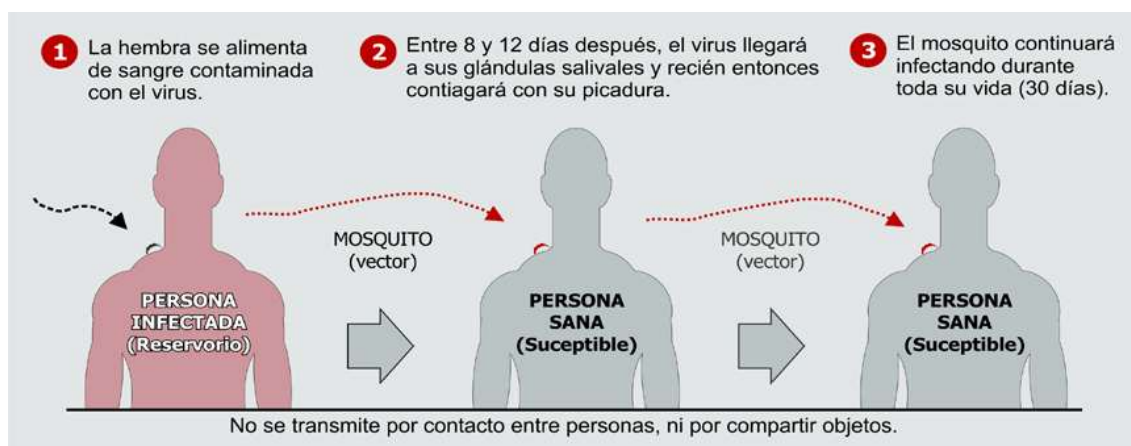 1
La hembra se alimenta
de sangre contaminada
con el virus.
2
Entre 8 y 12 días después, el virus llegará
a sus glándulas salivales y recién entonces
contiagará con su picadura.
3
El mosquito continuará
infectando durante
toda su vida (30 días).
MOSQUITO
(vector)
MOSQUITO
(vector)
PERSONA
INFECTADA
(Reservorio)
PERSONA
SANA
(Suceptible)
PERSONA
SANA
(Suceptible)
No se transmite por contacto entre personas, ni por compartir objetos.